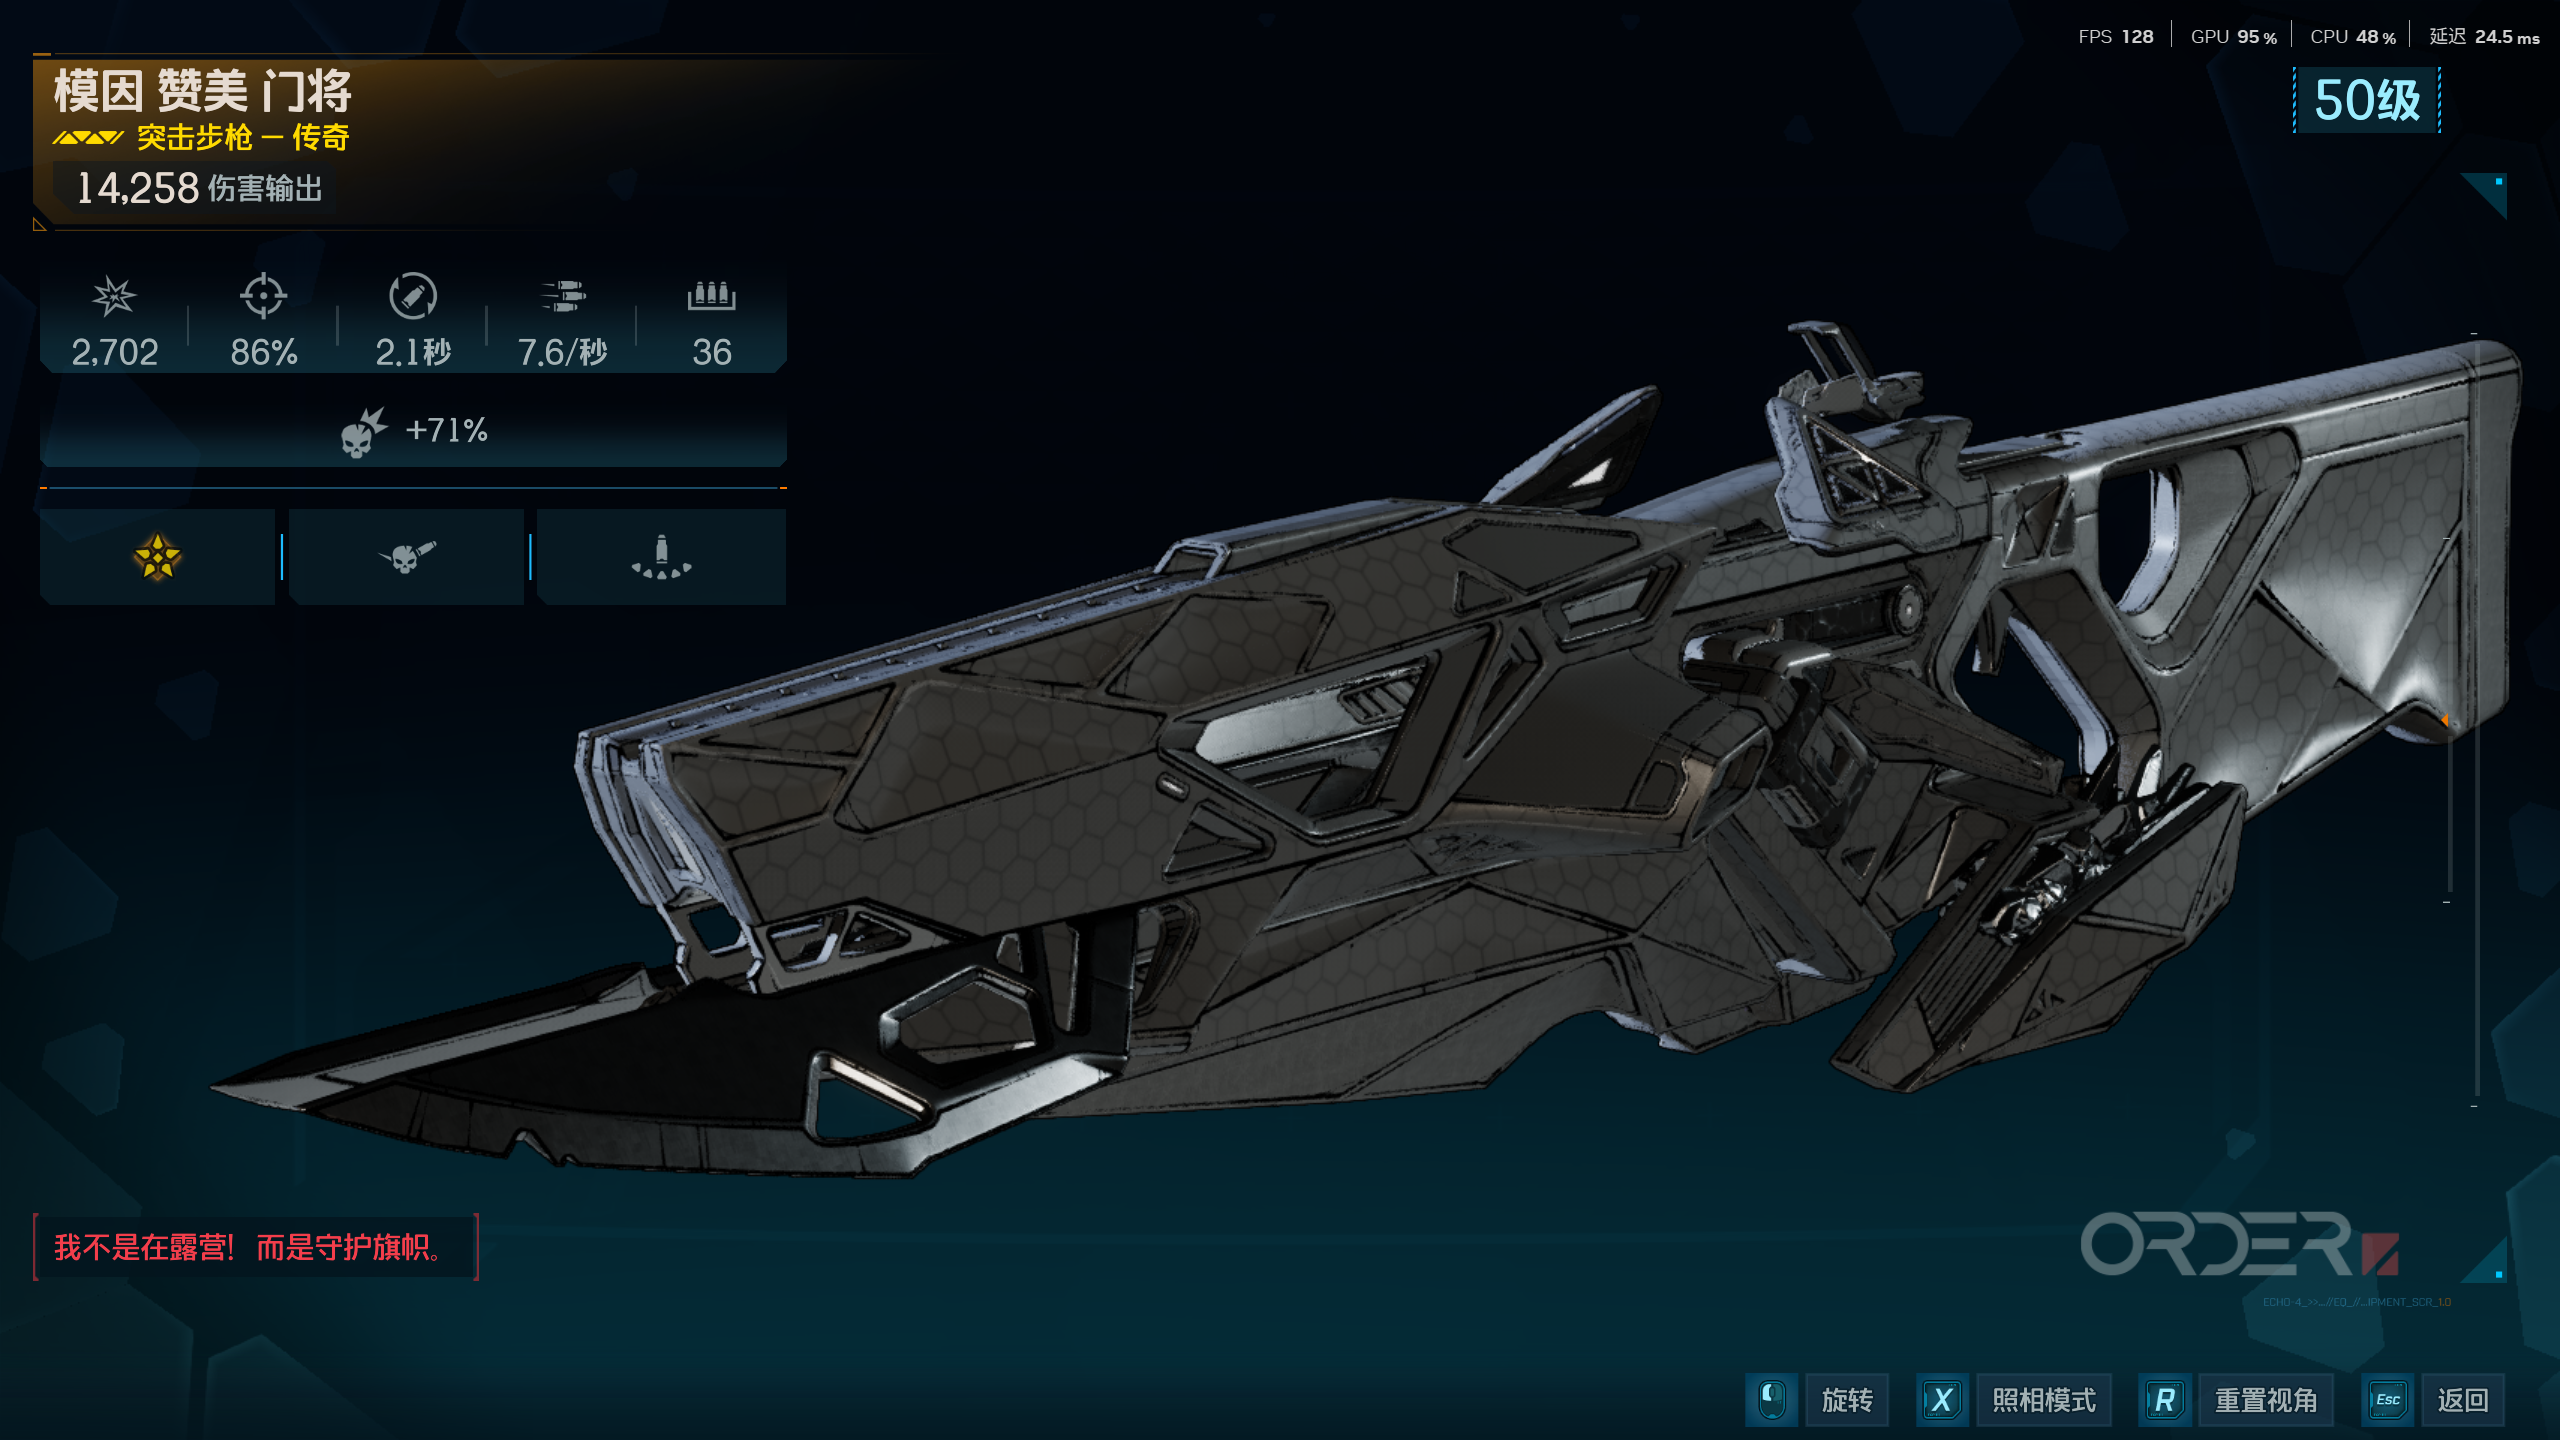 FPS 128 GPU 95 % CPU 48 % 延迟 24.5 ms
模因 赞美 门将
突击步枪 – 传奇
14,258 伤害输出
50级
2,702 86% 2.1秒 7.6/秒 36
+71%
我不是在露营！而是守护旗帜。
ORDER
旋转 X 照相模式 R 重置视角 Esc 返回